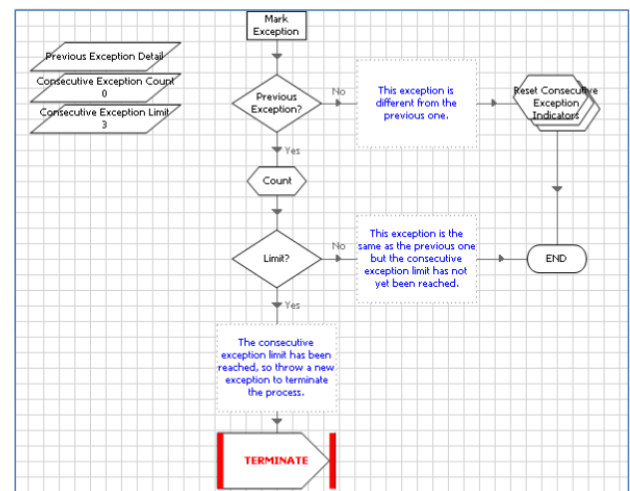 Mark
Exception
Previous Exception Detail
Consecutive Exception Count
0
Consecutive Exception Limit
3
Previous
Exception?
No
This exception is
different from the
previous one.
Reset Consecutive
Exception
Indicators
Yes
Count
Limit?
No
This exception is the
same as the previous one
but the consecutive
exception limit has not
yet been reached.
END
Yes
The consecutive
exception limit has been
reached, so throw a new
exception to terminate
the process.
TERMINATE